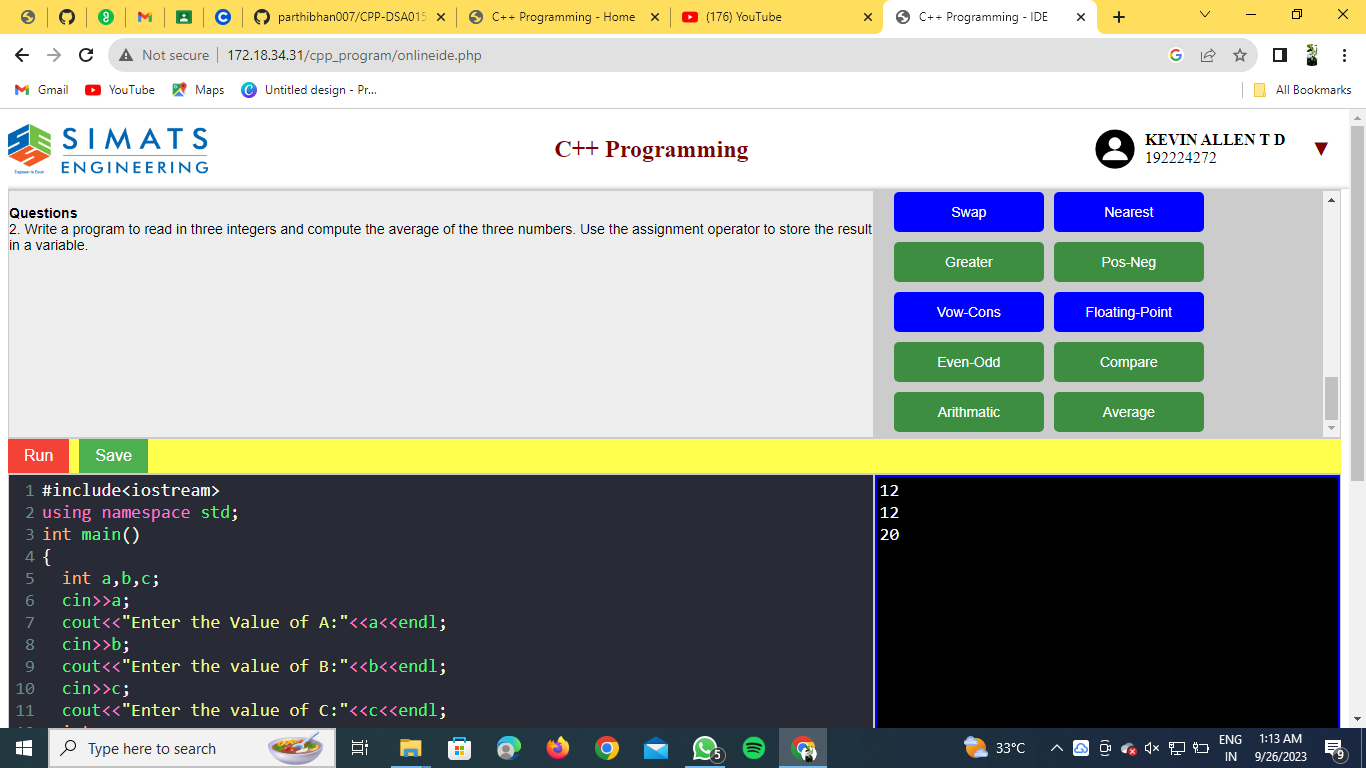 parthibhan007/CPP-DSA015
C++ Programming - Home
(176) YouTube
C++ Programming - IDE
Not secure
172.18.34.31/cpp_program/onlineide.php
Gmail
YouTube
Maps
Untitled design - Pr...
All Bookmarks
SIMATS
ENGINEERING
Engineer to Excel
C++ Programming
KEVIN ALLEN T D
192224272
Questions
2. Write a program to read in three integers and compute the average of the three numbers. Use the assignment operator to store the result
in a variable.
Swap
Nearest
Greater
Pos-Neg
Vow-Cons
Floating-Point
Even-Odd
Compare
Arithmatic
Average
Run
Save
1 #include<iostream>
2 using namespace std;
3 int main()
4 {
5 int a,b,c;
6 cin>>a;
7 cout<<"Enter the Value of A:"<<a<<endl;
8 cin>>b;
9 cout<<"Enter the value of B:"<<b<<endl;
10 cin>>c;
11 cout<<"Enter the value of C:"<<c<<endl;
12
12
20
Type here to search
5
33°C
ENG
IN
1:13 AM
9/26/2023
9